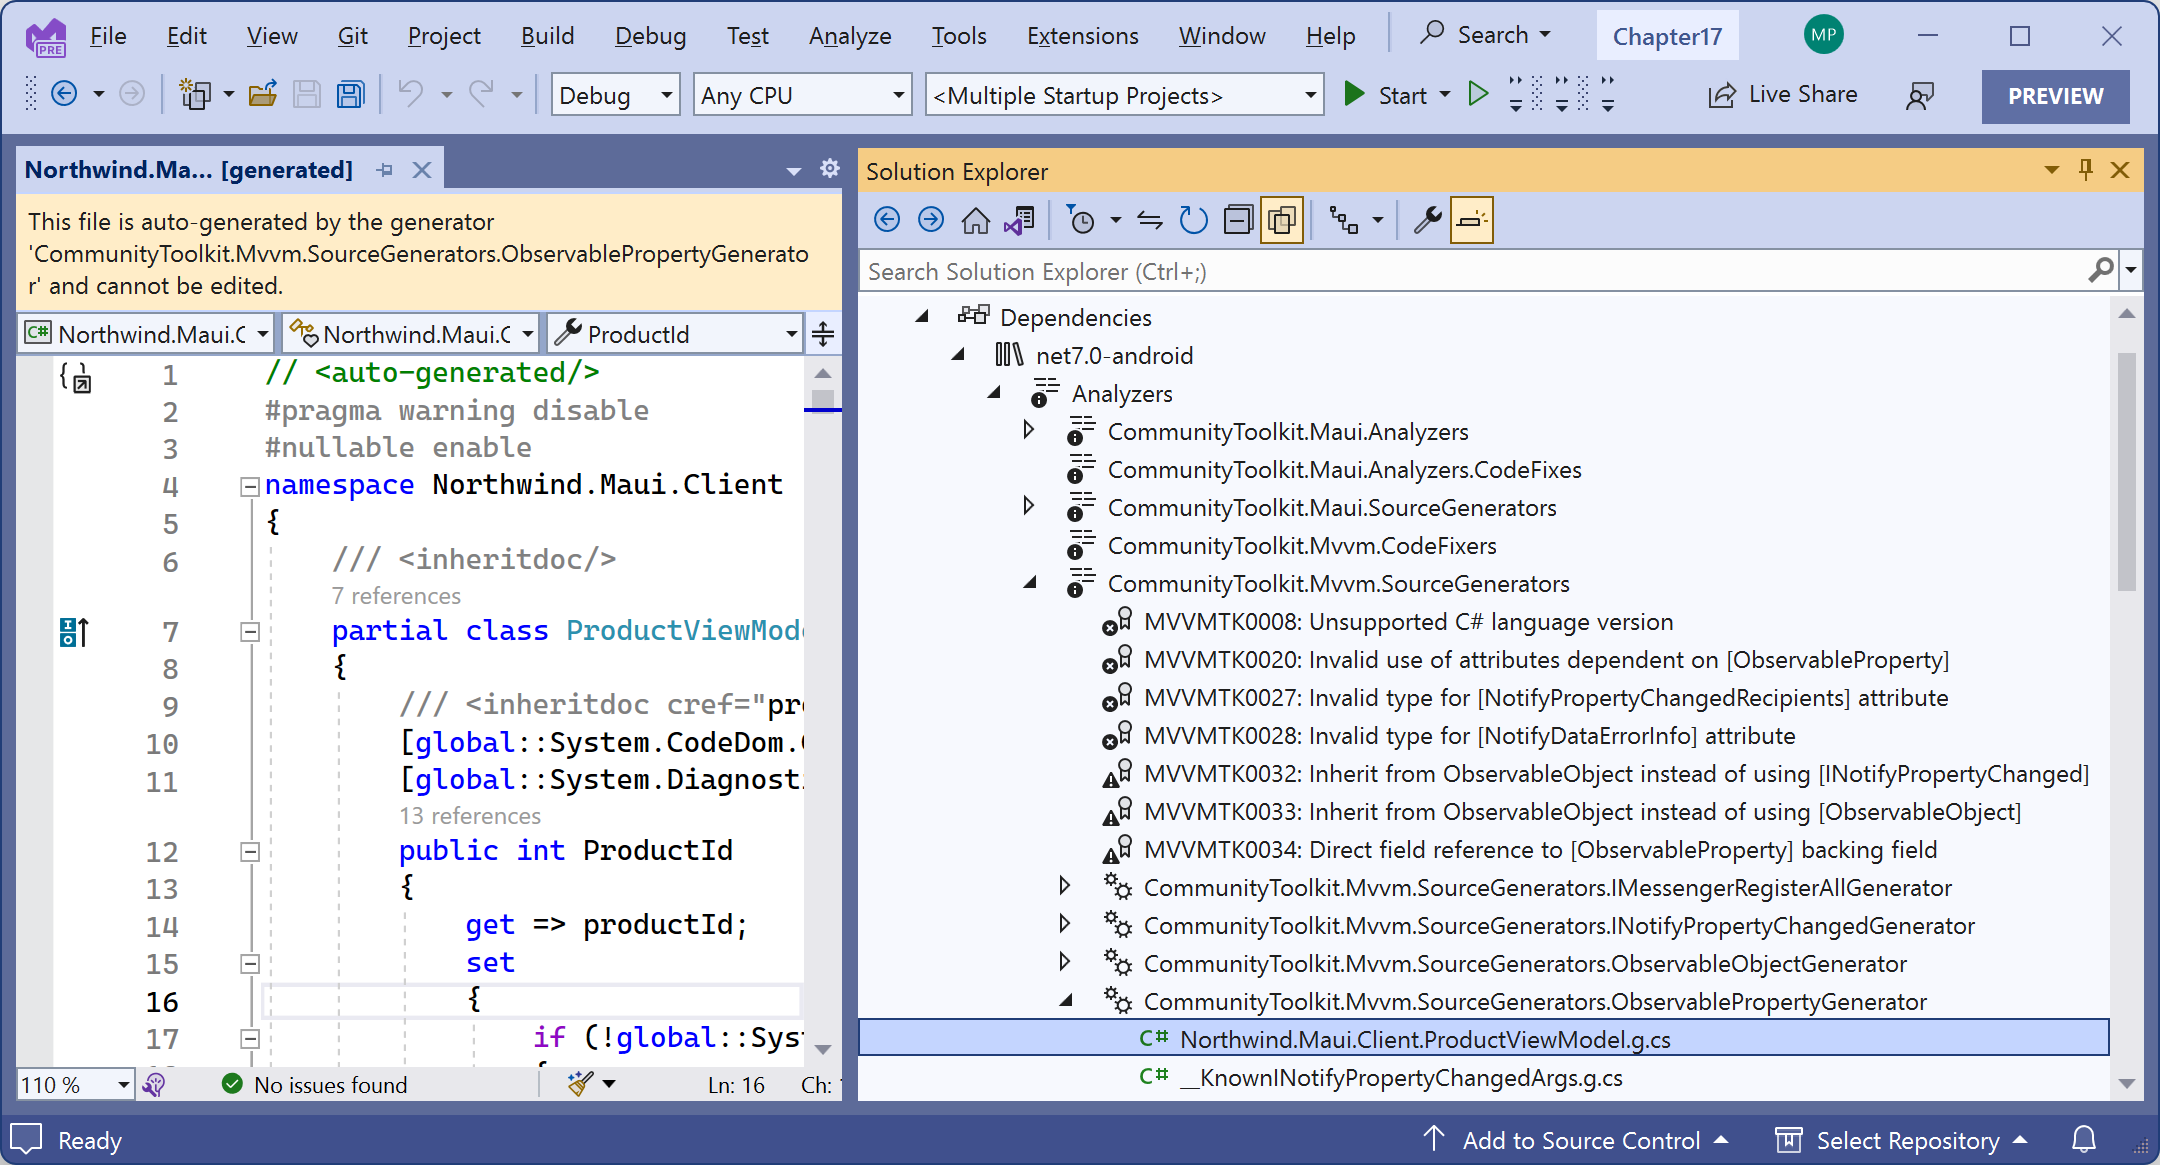 PRE
File Edit View Git Project Build Debug Test Analyze Tools Extensions Window Help Search Chapter17 MP
Debug Any CPU <Multiple Startup Projects> Start Live Share PREVIEW
Northwind.Ma... [generated]
This file is auto-generated by the generator
'CommunityToolkit.Mvvm.SourceGenerators.ObservablePropertyGenerato
r' and cannot be edited.
C# Northwind.Maui.C Northwind.Maui.C ProductId
1 // <auto-generated/>
2 #pragma warning disable
3 #nullable enable
4 namespace Northwind.Maui.Client
5 {
6 /// <inheritdoc/>
7 references
7 partial class ProductViewMode
8 {
9 /// <inheritdoc cref="pro
10 [global::System.CodeDom.
11 [global::System.Diagnosti
13 references
12 public int ProductId
13 {
14 get => productId;
15 set
16 {
17 if (!global::Sys
110 % No issues found Ln: 16 Ch:
Solution Explorer
Search Solution Explorer (Ctrl+;)
Dependencies
net7.0-android
Analyzers
CommunityToolkit.Maui.Analyzers
CommunityToolkit.Maui.Analyzers.CodeFixes
CommunityToolkit.Maui.SourceGenerators
CommunityToolkit.Mvvm.CodeFixers
CommunityToolkit.Mvvm.SourceGenerators
MVVMTK0008: Unsupported C# language version
MVVMTK0020: Invalid use of attributes dependent on [ObservableProperty]
MVVMTK0027: Invalid type for [NotifyPropertyChangedRecipients] attribute
MVVMTK0028: Invalid type for [NotifyDataErrorInfo] attribute
MVVMTK0032: Inherit from ObservableObject instead of using [INotifyPropertyChanged]
MVVMTK0033: Inherit from ObservableObject instead of using [ObservableObject]
MVVMTK0034: Direct field reference to [ObservableProperty] backing field
CommunityToolkit.Mvvm.SourceGenerators.IMessengerRegisterAllGenerator
CommunityToolkit.Mvvm.SourceGenerators.INotifyPropertyChangedGenerator
CommunityToolkit.Mvvm.SourceGenerators.ObservableObjectGenerator
CommunityToolkit.Mvvm.SourceGenerators.ObservablePropertyGenerator
C# Northwind.Maui.Client.ProductViewModel.g.cs
C# __KnownINotifyPropertyChangedArgs.g.cs
Ready Add to Source Control Select Repository